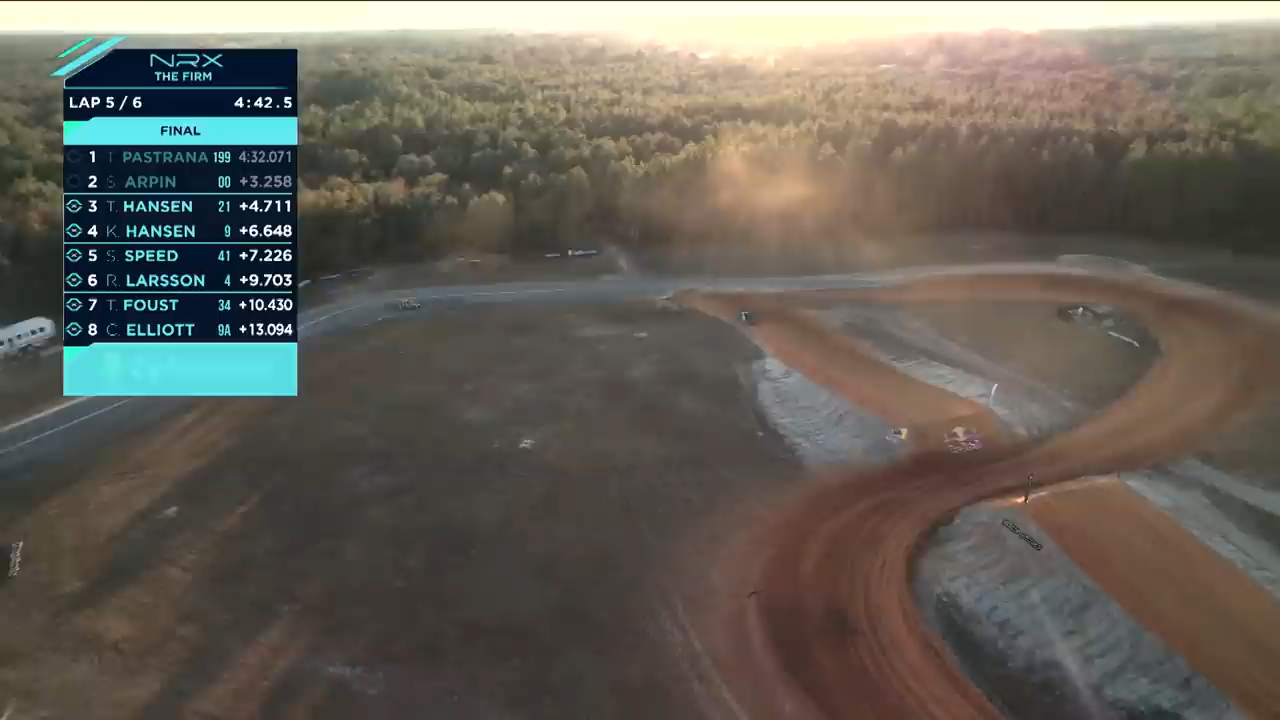 NRX
THE FIRM
LAP 5 / 6 4:42.5
FINAL
1 T. PASTRANA 199 4:32.071
2 S. ARPIN 00 +3.258
3 T. HANSEN 21 +4.711
4 K. HANSEN 9 +6.648
5 S. SPEED 41 +7.226
6 R. LARSSON 4 +9.703
7 T. FOUST 34 +10.430
8 C. ELLIOTT 9A +13.094